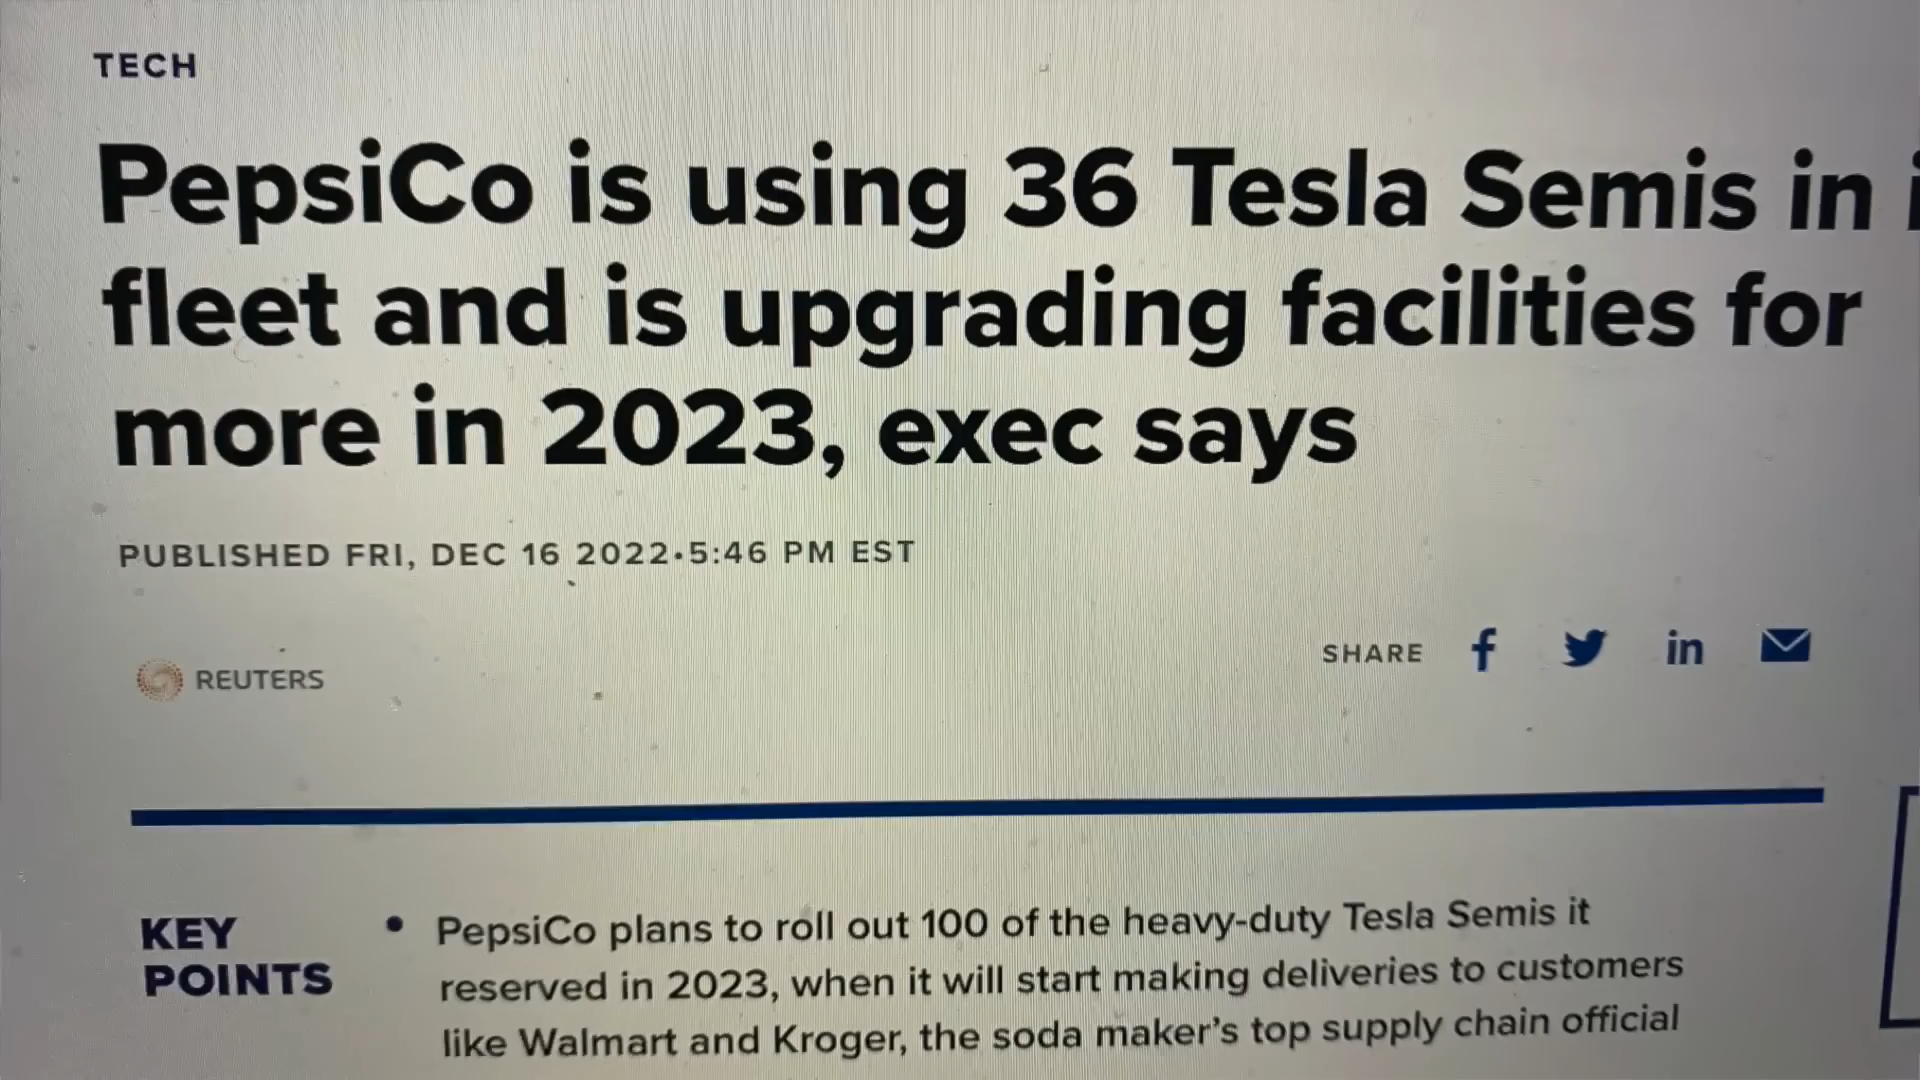 TECH
PepsiCo is using 36 Tesla Semis in
fleet and is upgrading facilities for
more in 2023, exec says
PUBLISHED FRI, DEC 16 2022•5:46 PM EST
REUTERS
SHARE
KEY
POINTS
• PepsiCo plans to roll out 100 of the heavy-duty Tesla Semis it
reserved in 2023, when it will start making deliveries to customers
like Walmart and Kroger, the soda maker's top supply chain official